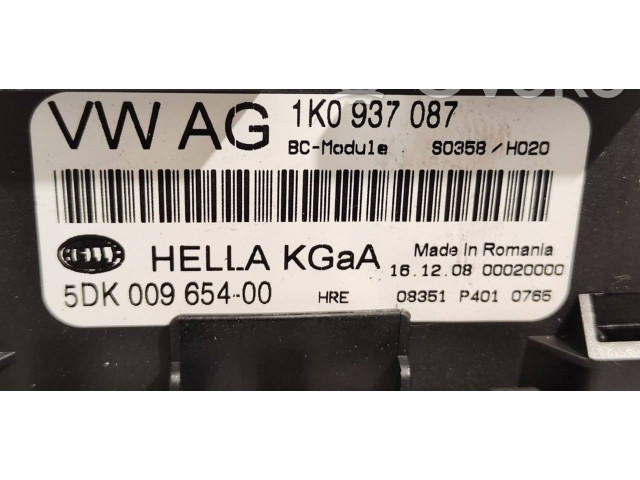 VW AG 1K0 937 087
BC-Module S0358/H020
HELLA HELLA KGaA Made In Romania
16.12.08 00020000
5DK 009 654-00 HRE 08351 P401 0765